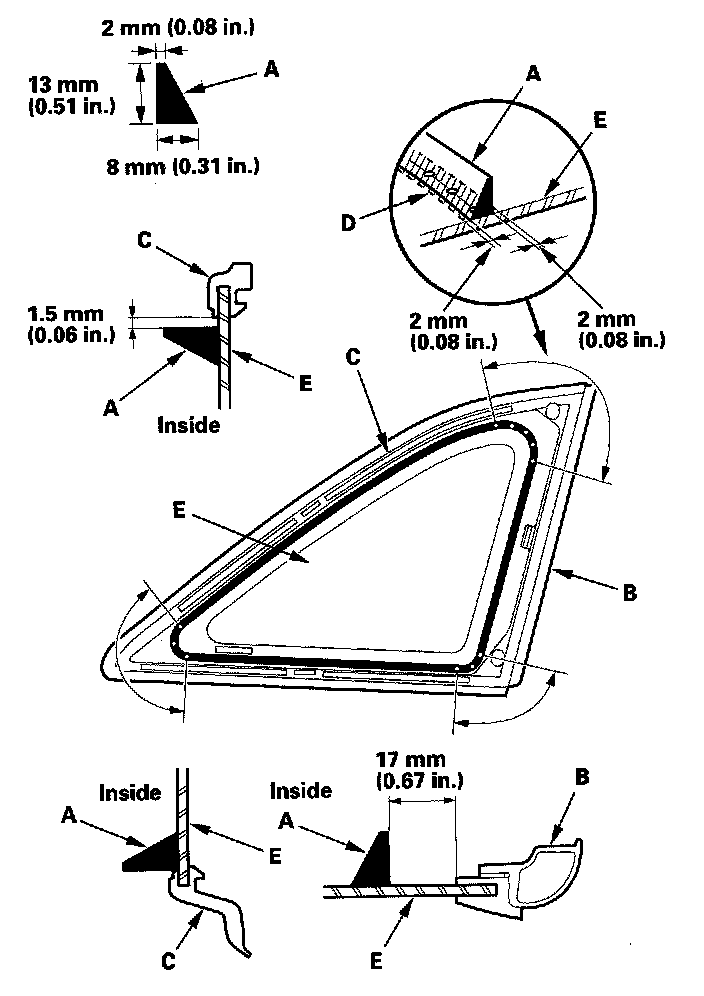 2 mm (0.08 in.)
A
13 mm
(0.51 in.)
8 mm (0.31 in.)
A
E
D
2 mm
(0.08 in.)
2 mm
(0.08 in.)
C
1.5 mm
(0.06 in.)
E
A
Inside
C
E
B
Inside
A
E
C
17 mm
(0.67 in.)
Inside
A
B
E